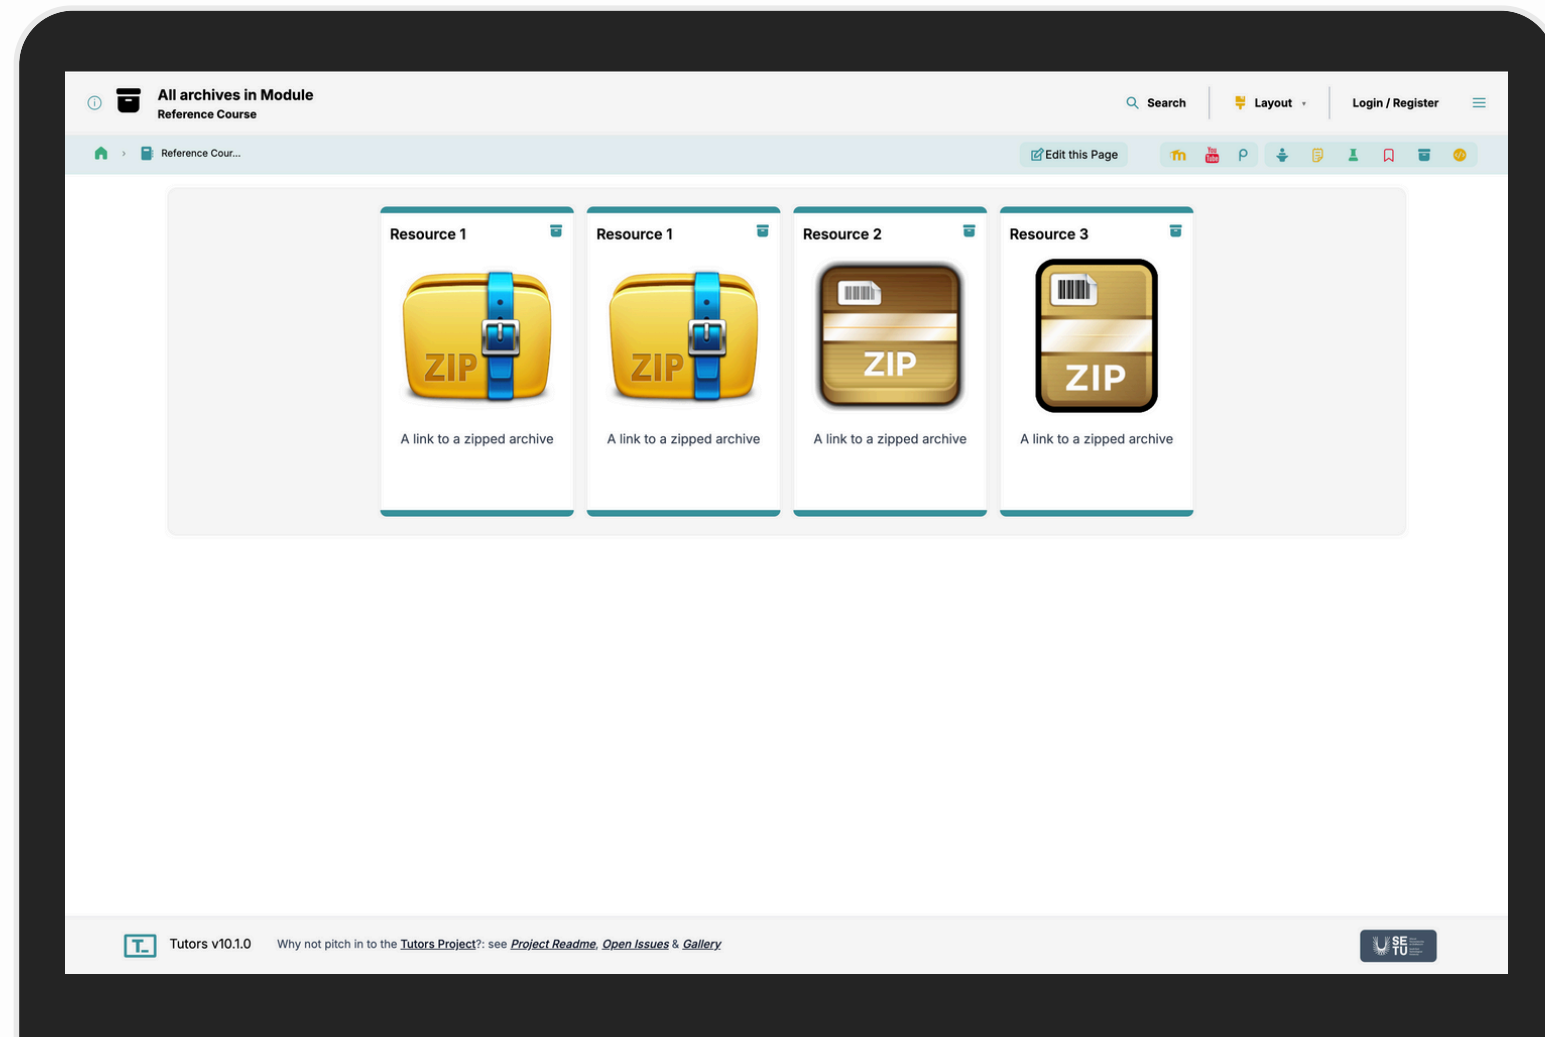 All archives in Module
Reference Course
Search
Layout
Login / Register
Reference Cour...
Edit this Page
m
You
Tube
Resource 1
Resource 1
Resource 2
Resource 3
ZIP
ZIP
ZIP
ZIP
A link to a zipped archive
A link to a zipped archive
A link to a zipped archive
A link to a zipped archive
T_
Tutors v10.1.0
Why not pitch in to the Tutors Project?: see Project Readme, Open Issues & Gallery
SE
TU